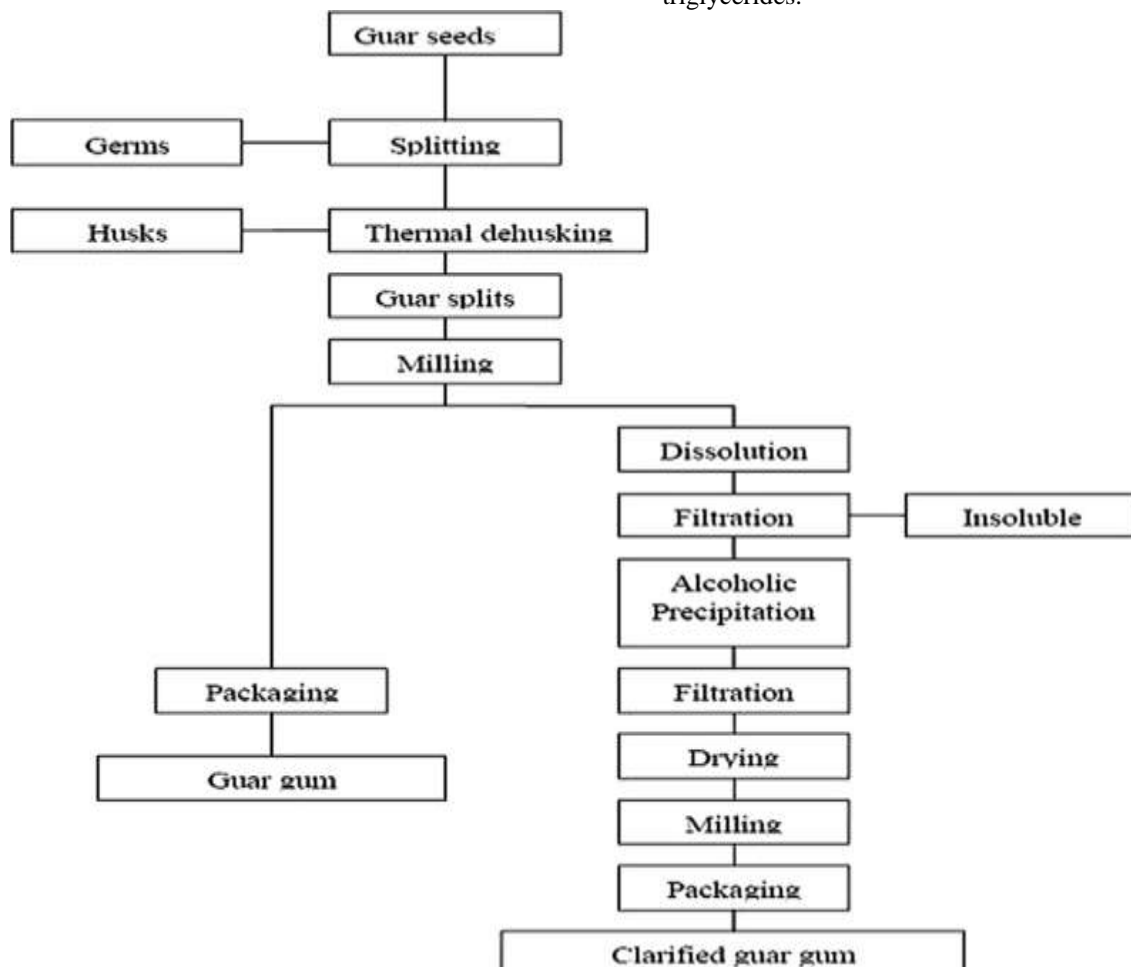 triglycerides.
Guar seeds
Germs
Splitting
Husks
Thermal dehusking
Guar splits
Milling
Dissolution
Filtration
Insoluble
Alcoholic
Precipitation
Packaging
Filtration
Guar gum
Drying
Milling
Packaging
Clarified guar gum